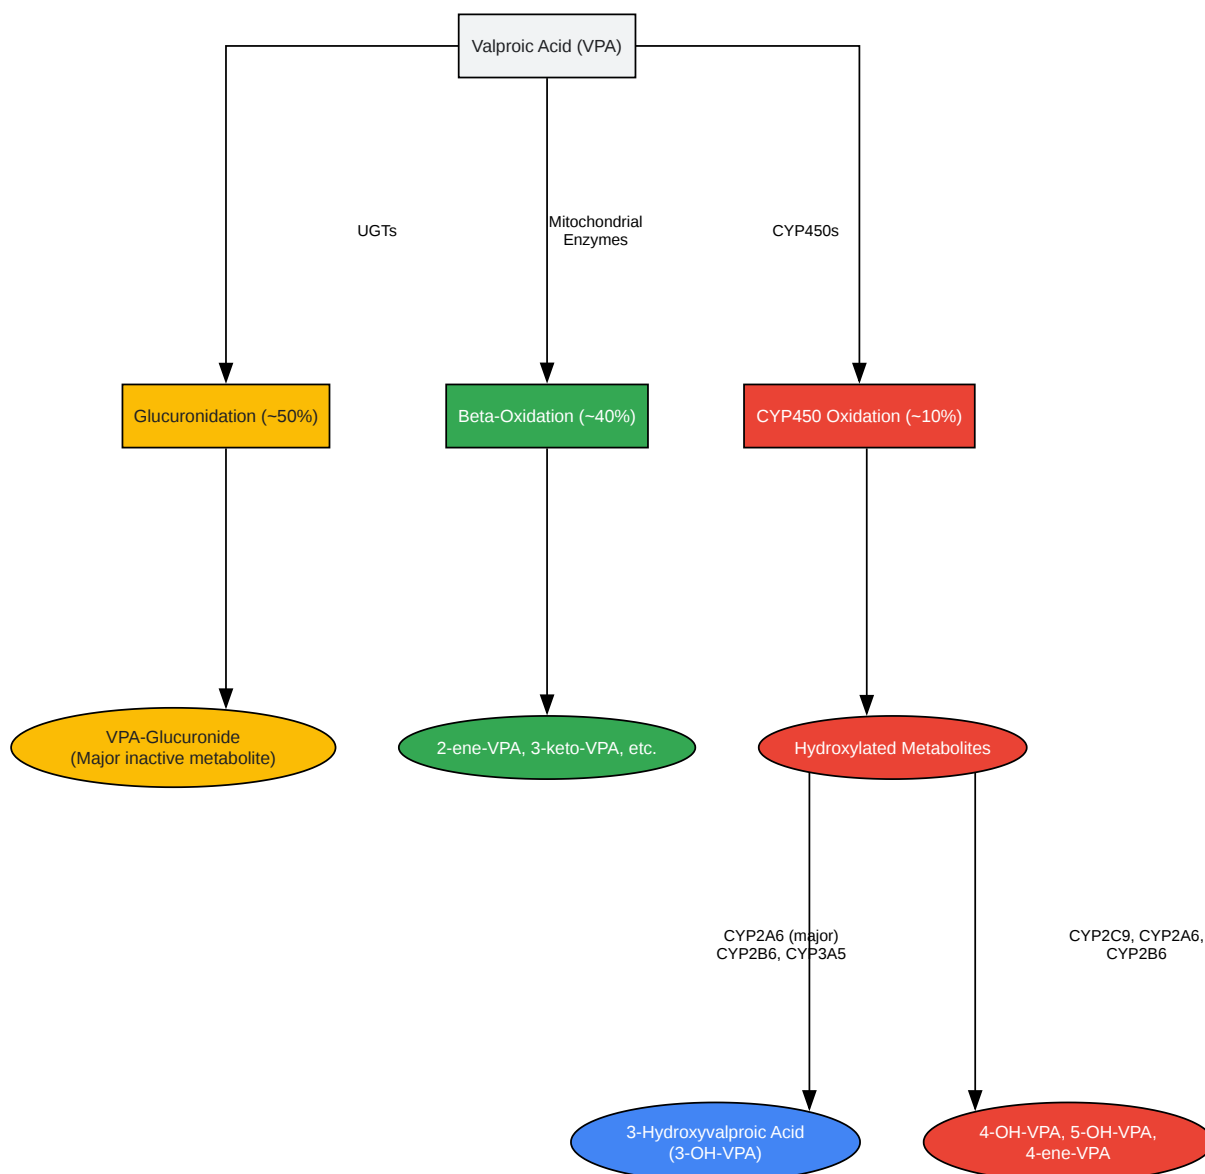 Valproic Acid (VPA)
UGTs
Mitochondrial
Enzymes
CYP450s
Glucuronidation (~50%)
Beta-Oxidation (~40%)
CYP450 Oxidation (~10%)
VPA-Glucuronide
(Major inactive metabolite)
2-ene-VPA, 3-keto-VPA, etc.
Hydroxylated Metabolites
CYP2A6 (major)
CYP2B6, CYP3A5
CYP2C9, CYP2A6,
CYP2B6
3-Hydroxyvalproic Acid
(3-OH-VPA)
4-OH-VPA, 5-OH-VPA,
4-ene-VPA